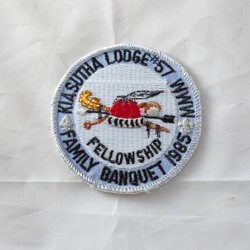 KIASUTHA LODGE 57 WWW
FELLOWSHIP
FAMILY BANQUET 1985